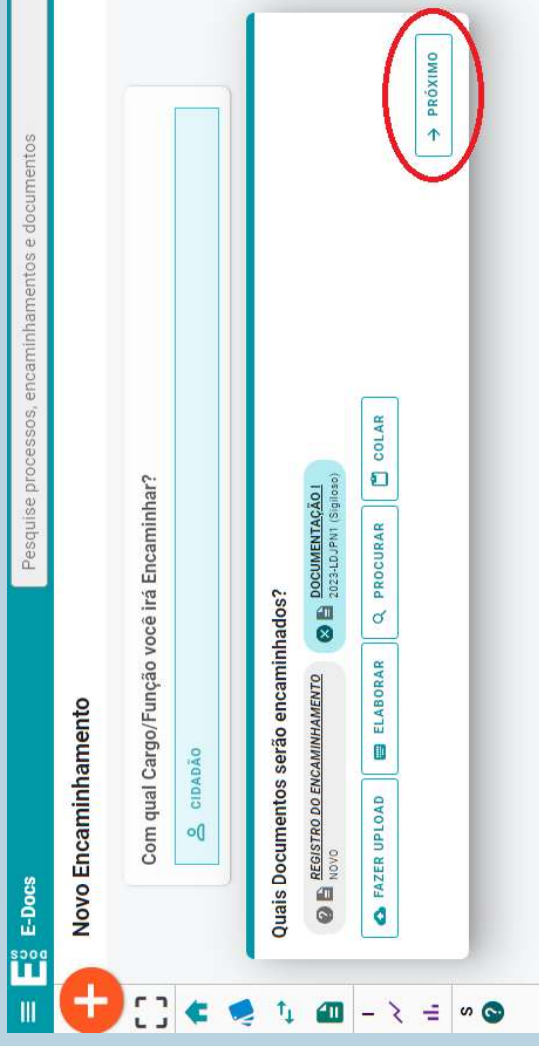 E-Docs
Pesquise processos, encaminhamentos e documentos
Novo Encaminhamento
Com qual Cargo/Função você irá Encaminhar?
CIDADÃO
Quais Documentos serão encaminhados?
REGISTRO DO ENCAMINHAMENTO
NOVO
DOCUMENTAÇÃO I
2023-LDJPN1 (Sigiloso)
FAZER UPLOAD
ELABORAR
PROCURAR
COLAR
→ PRÓXIMO
I
S